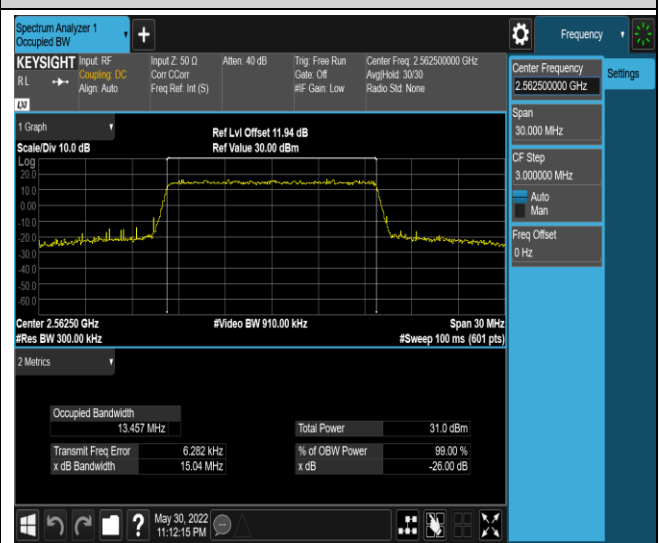 Spectrum Analyzer 1
Occupied BW
Frequency
KEYSIGHT
RL
LXI
Input: RF
Coupling: DC
Align: Auto
Input Z: 50 Ω
Corr CCorr
Freq Ref: Int (S)
Atten: 40 dB
Trig: Free Run
Gate: Off
#IF Gain: Low
Center Freq: 2.562500000 GHz
Avg|Hold: 30/30
Radio Std: None
Center Frequency
2.562500000 GHz
Settings
Span
30.000 MHz
CF Step
3.000000 MHz
Auto
Man
Freq Offset
0 Hz
1 Graph
Scale/Div 10.0 dB
Ref Lvl Offset 11.94 dB
Ref Value 30.00 dBm
Log
20.0
10.0
0.00
-10.0
-20.0
-30.0
-40.0
-50.0
-60.0
Center 2.56250 GHz
#Res BW 300.00 kHz
#Video BW 910.00 kHz
Span 30 MHz
#Sweep 100 ms (601 pts)
2 Metrics
Occupied Bandwidth
13.457 MHz
Total Power 31.0 dBm
Transmit Freq Error 6.282 kHz
% of OBW Power 99.00 %
x dB Bandwidth 15.04 MHz
x dB -26.00 dB
?
May 30, 2022
11:12:15 PM